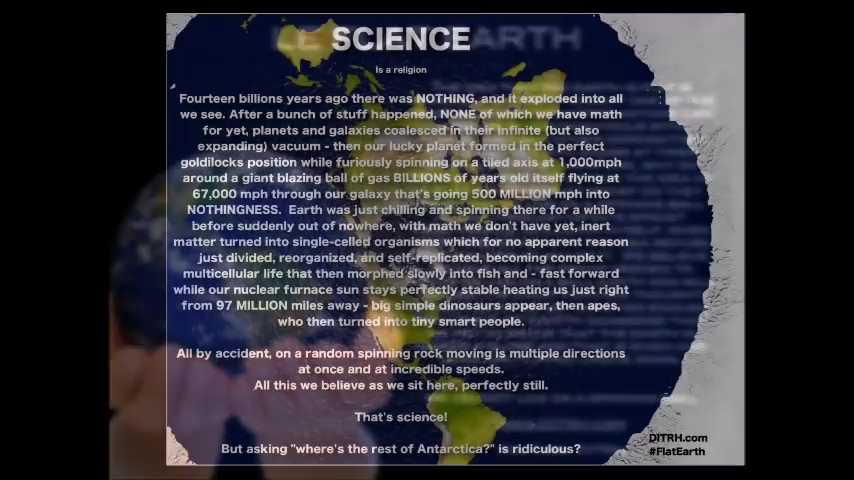 SCIENCE
Is a religion
Fourteen billions years ago there was NOTHING, and it exploded into all
we see. After a bunch of stuff happened, NONE of which we have math
for yet, planets and galaxies coalesced in their infinite (but also
expanding) vacuum - then our lucky planet formed in the perfect
goldilocks position while furiously spinning on a tiled axis at 1,000mph
around a giant blazing ball of gas BILLIONS of years old itself flying at
67,000 mph through our galaxy that's going 500 MILLION mph into
NOTHINGNESS. Earth was just chilling and spinning there for a while
before suddenly out of nowhere, with math we don't have yet, inert
matter turned into single-celled organisms which for no apparent reason
just divided, reorganized, and self-replicated, becoming complex
multicellular life that then morphed slowly into fish and - fast forward
while our nuclear furnace sun stays perfectly stable heating us just right
from 97 MILLION miles away - big simple dinosaurs appear, then apes,
who then turned into tiny smart people.
All by accident, on a random spinning rock moving is multiple directions
at once and at incredible speeds.
All this we believe as we sit here, perfectly still.
That's science!
But asking "where's the rest of Antarctica?" is ridiculous?
DITRH.com
#FlatEarth